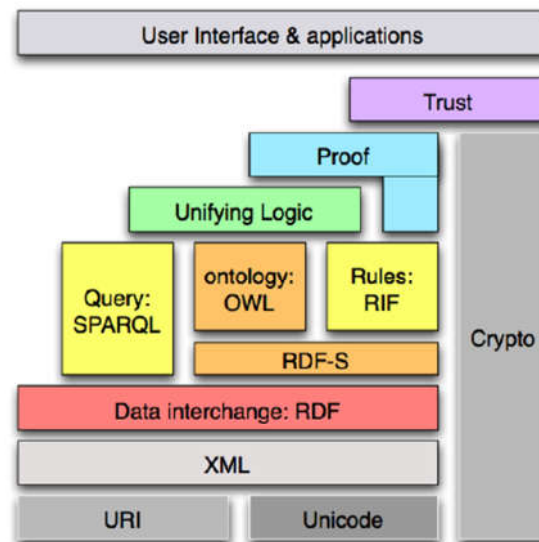 User Interface & applications
Trust
Proof
Unifying Logic
Query:
SPARQL
ontology:
OWL
Rules:
RIF
Crypto
RDF-S
Data interchange: RDF
XML
URI
Unicode